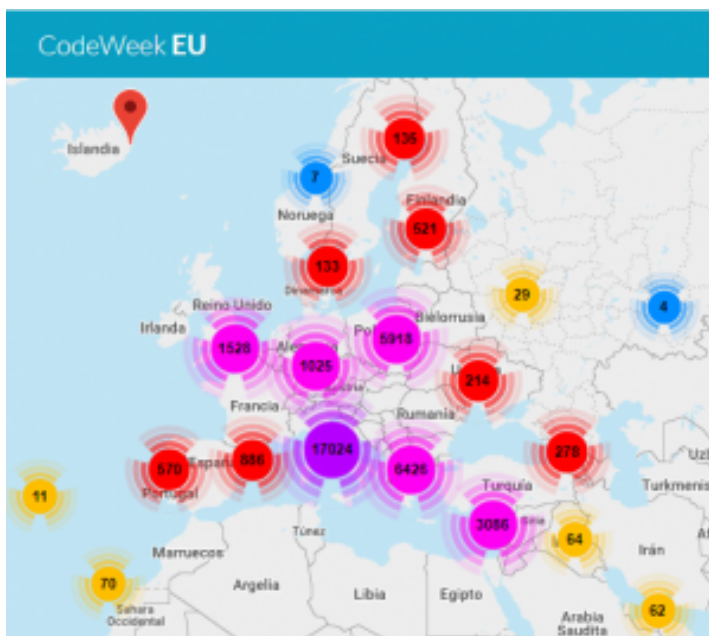 CodeWeek EU
Islandia
135
Suecia
7
Noruega
Finlandia
521
133
29
4
Reino Unido
Bielorrusia
Irlanda
1528
5918
1025
214
Francia
Rumania
17024
278
570
886
6426
Portugal
Turquía
Turkmenis
11
3086
Túnez
64
Marruecos
Irán
70
Argelia
Libia
Egipto
62
Sahara
Occidental
Arabia
Saudita